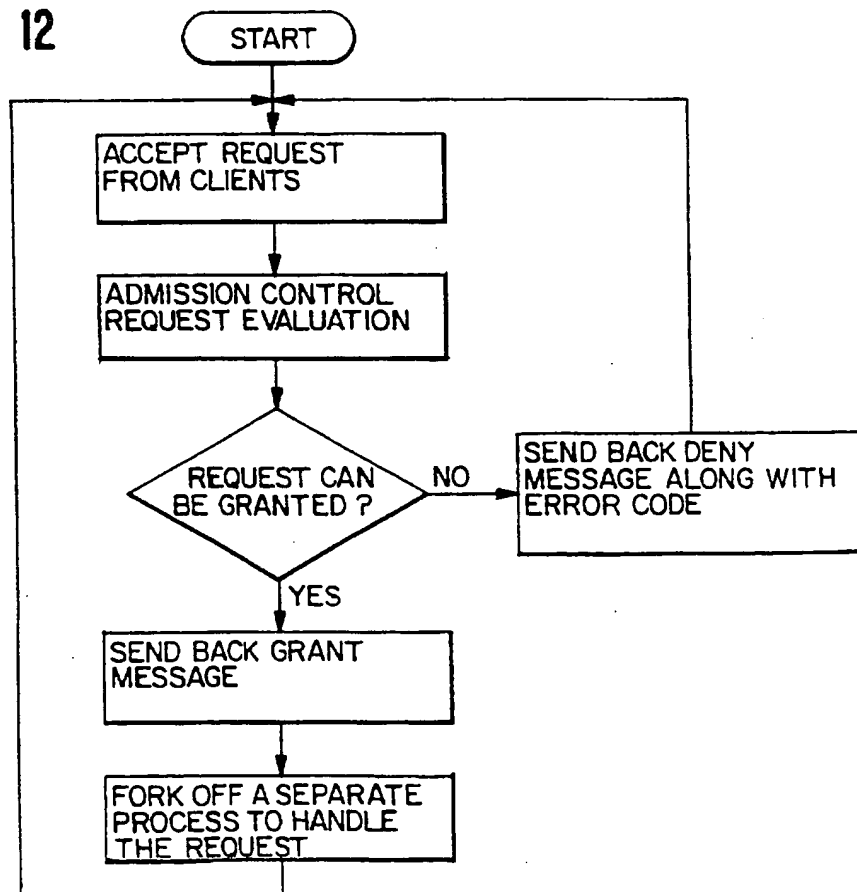 12
START
ACCEPT REQUEST
FROM CLIENTS
ADMISSION CONTROL
REQUEST EVALUATION
REQUEST CAN
BE GRANTED ?
NO
SEND BACK DENY
MESSAGE ALONG WITH
ERROR CODE
YES
SEND BACK GRANT
MESSAGE
FORK OFF A SEPARATE
PROCESS TO HANDLE
THE REQUEST